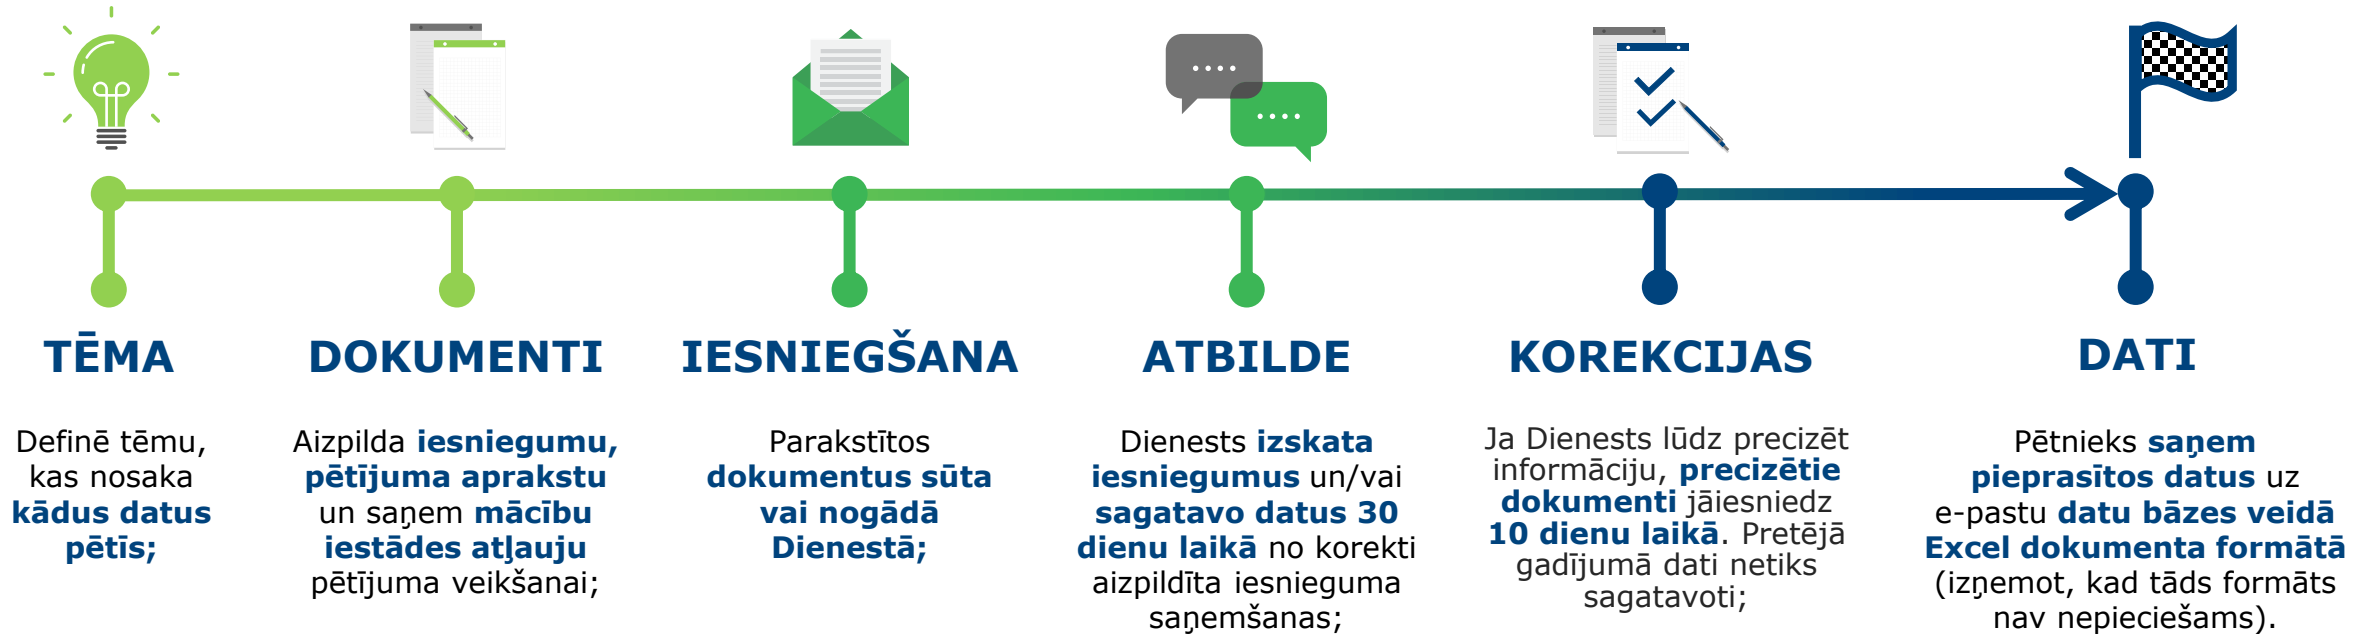 TĒMA
Definē tēmu,
kas nosaka
kādus datus
pētīs;
DOKUMENTI
Aizpilda iesniegumu,
pētījuma aprakstu
un saņem mācību
iestādes atļauju
pētījuma veikšanai;
IESNIEGŠANA
Parakstītos
dokumentus sūta
vai nogādā
Dienestā;
ATBILDE
Dienests izskata
iesniegumus un/vai
sagatavo datus 30
dienu laikā no korekti
aizpildīta iesnieguma
saņemšanas;
KOREKCIJAS
Ja Dienests lūdz precizēt
informāciju, precizētie
dokumenti jāiesniedz
10 dienu laikā. Pretējā
gadījumā dati netiks
sagatavoti;
DATI
Pētnieks saņem
pieprasītos datus uz
e-pastu datu bāzes veidā
Excel dokumenta formātā
(izņemot, kad tāds formāts
nav nepieciešams).